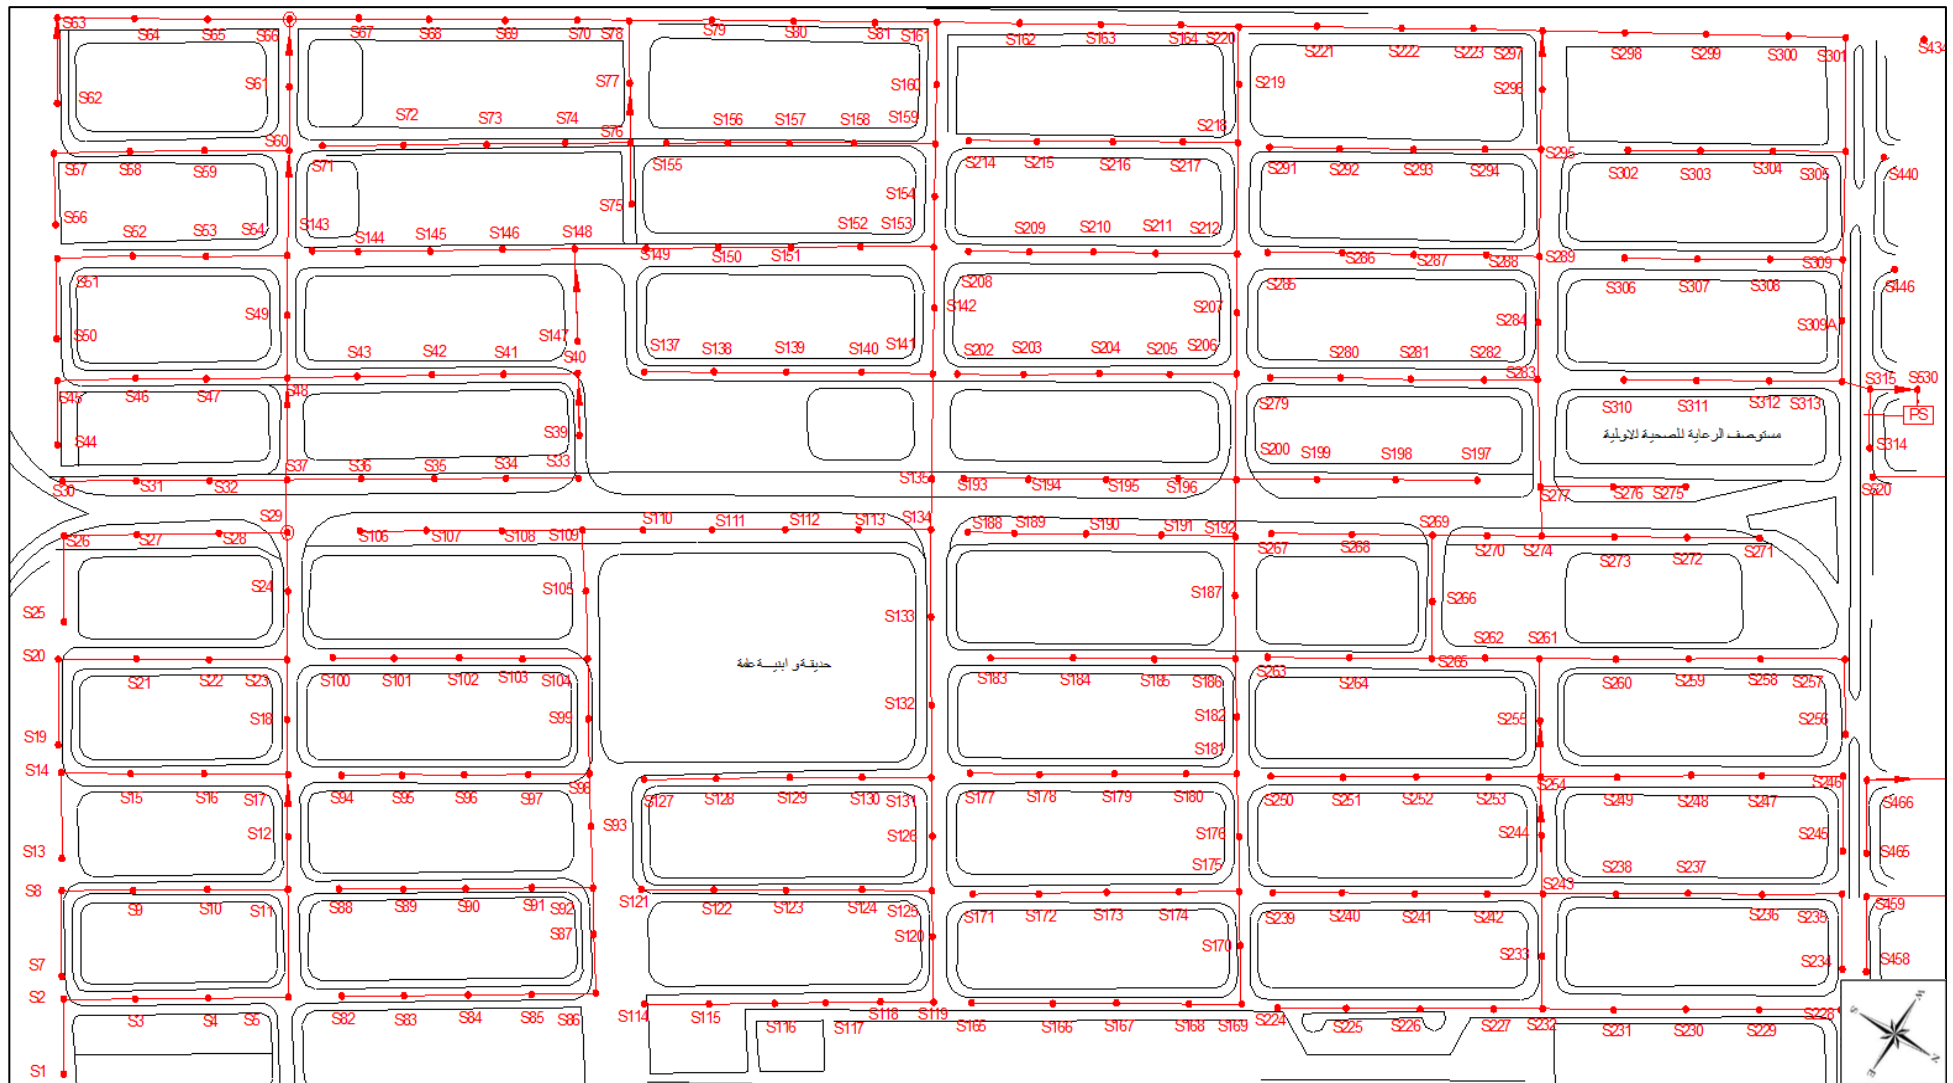 S63 S64 S65 S66 S67 S68 S69 S70 S78 S79 S80 S81 S161 S162 S163 S164 S220 S221 S222 S223 S297 S298 S299 S300 S301 S434
S62 S61 S77 S160 S219 S296
S72 S73 S74 S76 S156 S157 S158 S159 S218
S60
S57 S58 S59 S71 S155 S214 S215 S216 S217 S291 S292 S293 S294 S295 S302 S303 S304 S305 S440
S56 S75 S154
S52 S53 S54 S143 S144 S145 S146 S148 S152 S153 S209 S210 S211 S212
S149 S150 S151 S286 S287 S288 S289 S309
S51 S208 S285 S306 S307 S308 S446
S50 S49 S147 S142 S207 S284 S309A
S43 S42 S41 S40 S137 S138 S139 S140 S141 S202 S203 S204 S205 S206 S280 S281 S282
S283 S315 S530
S45 S46 S47 S48 S279 S310 S311 S312 S313 PS
S44 S39 مستوصف الرعاية للصحية الاولية
S200 S199 S198 S197 S314
S37 S36 S35 S34 S33
S30 S31 S32 S135 S193 S194 S195 S196 S277 S276 S275 S620
S29 S110 S111 S112 S113 S134 S188 S189 S190 S191 S192 S269
S26 S27 S28 S106 S107 S108 S109 S267 S268 S270 S274 S271
S273 S272
S24 S105 S187
S25 S133 S266
S262 S261
S20 S265
حديقة و ابنية عامة
S21 S22 S23 S100 S101 S102 S103 S104 S183 S184 S185 S186 S263 S264 S260 S259 S258 S257
S18 S99 S132 S182 S255 S256
S19 S181
S14 S98 S254 S246
S15 S16 S17 S94 S95 S96 S97 S127 S128 S129 S130 S131 S177 S178 S179 S180 S250 S251 S252 S253 S249 S248 S247 S466
S12 S93 S126 S176 S244 S245
S13 S175 S238 S237 S465
S8 S243
S9 S10 S11 S88 S89 S90 S91 S92 S121 S122 S123 S124 S125 S171 S172 S173 S174 S239 S240 S241 S242 S236 S235 S459
S87 S120 S170 S233
S7 S234 S458
S2
S3 S4 S5 S82 S83 S84 S85 S86 S114 S115 S116 S117 S118 S119 S165 S166 S167 S168 S169 S224 S225 S226 S227 S232 S231 S230 S229 S228
S1
W S N E